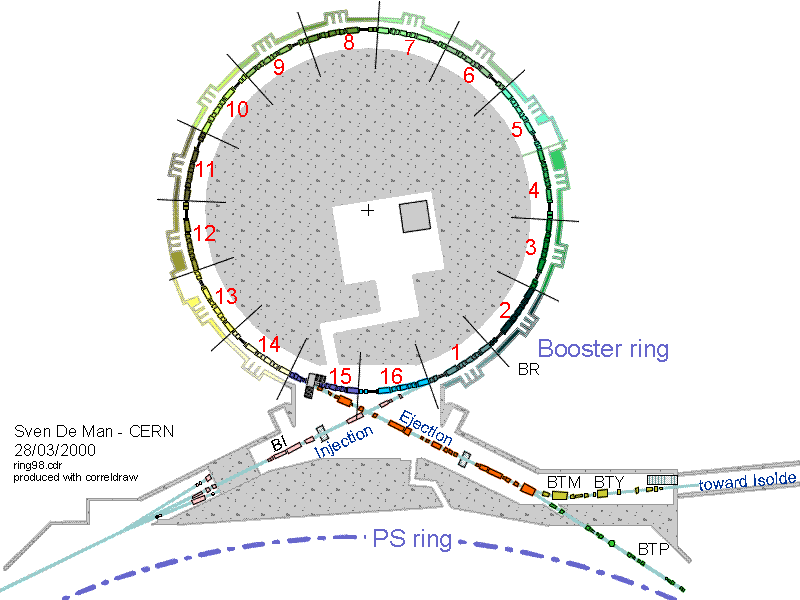 8
7
9
6
10
5
11
4
12
3
13
2
14
1
15
16
Booster ring
BR
Sven De Man - CERN
28/03/2000
ring98.cdr
produced with correldraw
BI
Injection
Ejection
BTM
BTY
toward Isolde
PS ring
BTP